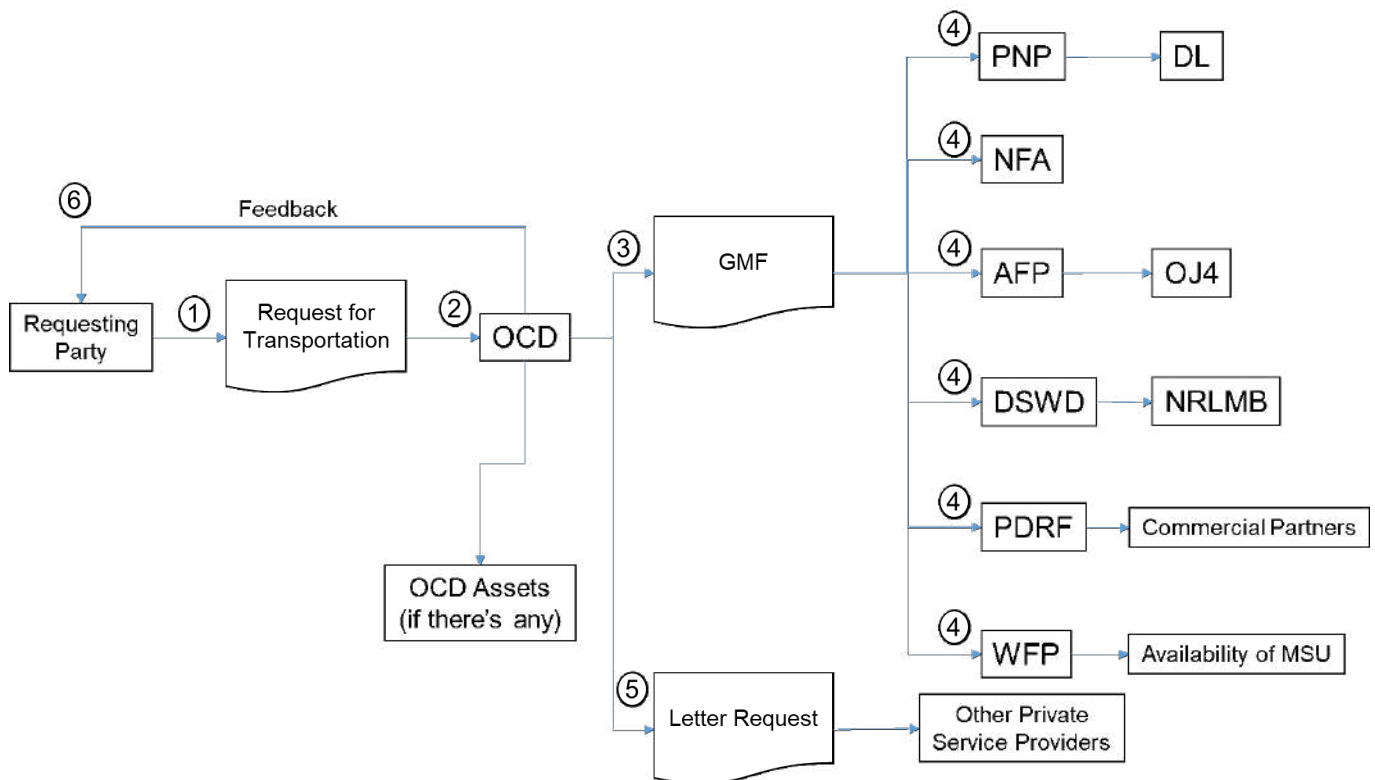 ④
PNP
DL
④
NFA
⑥
Feedback
③
GMF
④
AFP
OJ4
Requesting
Party
①
Request for
Transportation
②
OCD
④
DSWD
NRLMB
④
PDRF
Commercial Partners
OCD Assets
(if there's any)
④
WFP
Availability of MSU
⑤
Letter Request
Other Private
Service Providers